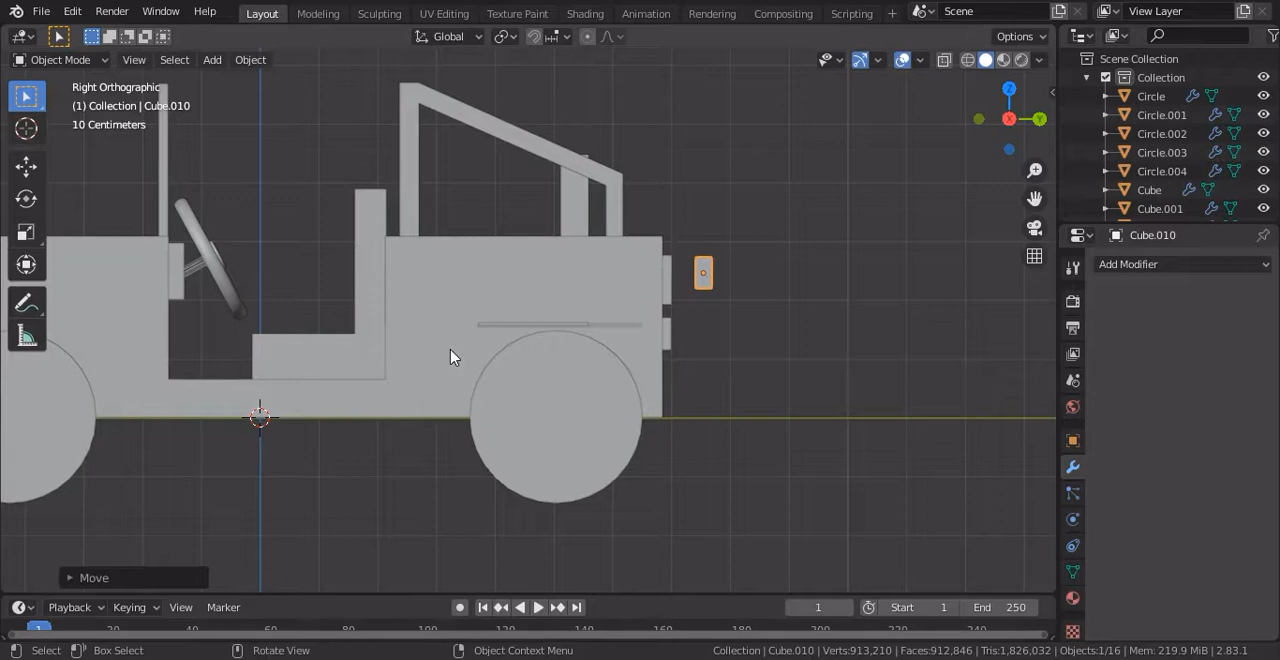 File Edit Render Window Help Layout Modeling Sculpting UV Editing Texture Paint Shading Animation Rendering Compositing Scripting + Scene View Layer
Global Options
Object Mode View Select Add Object
Right Orthographic
(1) Collection | Cube.010
10 Centimeters
Z
Y
X
Scene Collection
Collection
Circle
Circle.001
Circle.002
Circle.003
Circle.004
Cube
Cube.001
Cube.010
Add Modifier
Move
Playback Keying View Marker 1 Start 1 End 250
1 20 40 60 80 100 120 140 160 180 200 220 240
Select Box Select Rotate View Object Context Menu Collection | Cube.010 | Verts:913,210 | Faces:912,846 | Tris:1,826,032 | Objects:1/16 | Mem: 219.9 MiB | 2.83.1